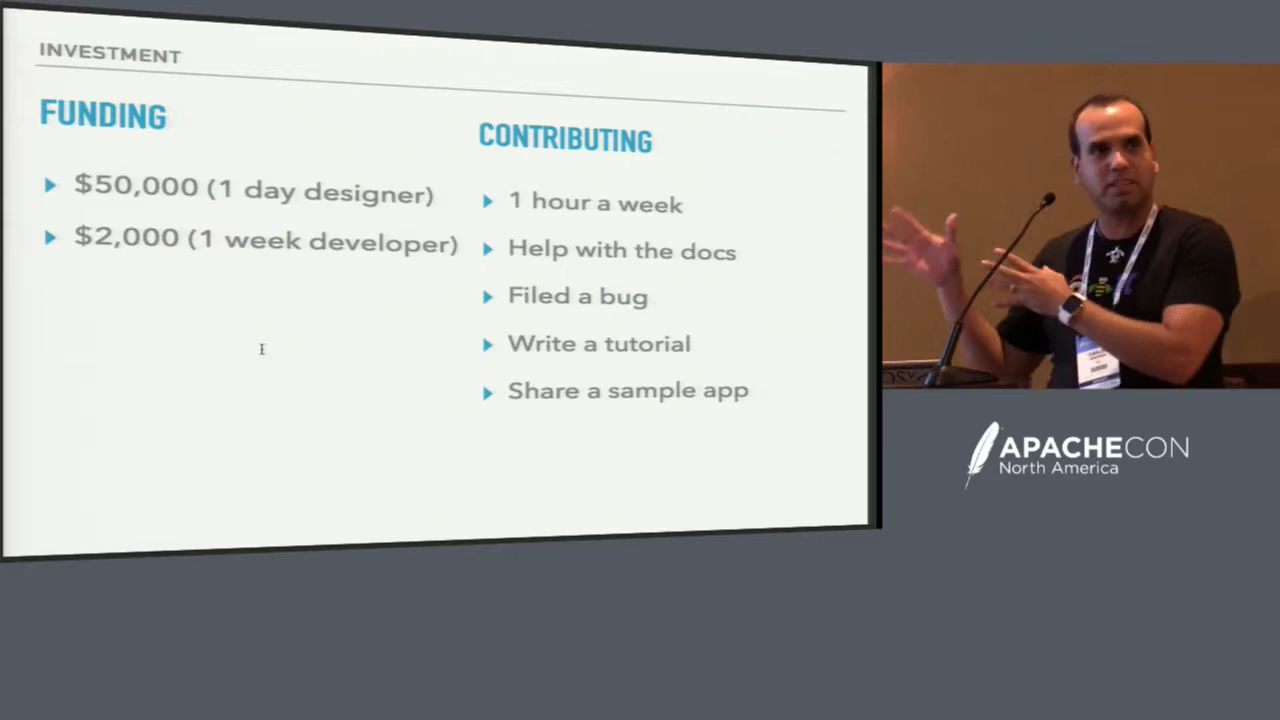 INVESTMENT
FUNDING
$50,000 (1 day designer)
$2,000 (1 week developer)
CONTRIBUTING
1 hour a week
Help with the docs
Filed a bug
Write a tutorial
Share a sample app
APACHECON
North America